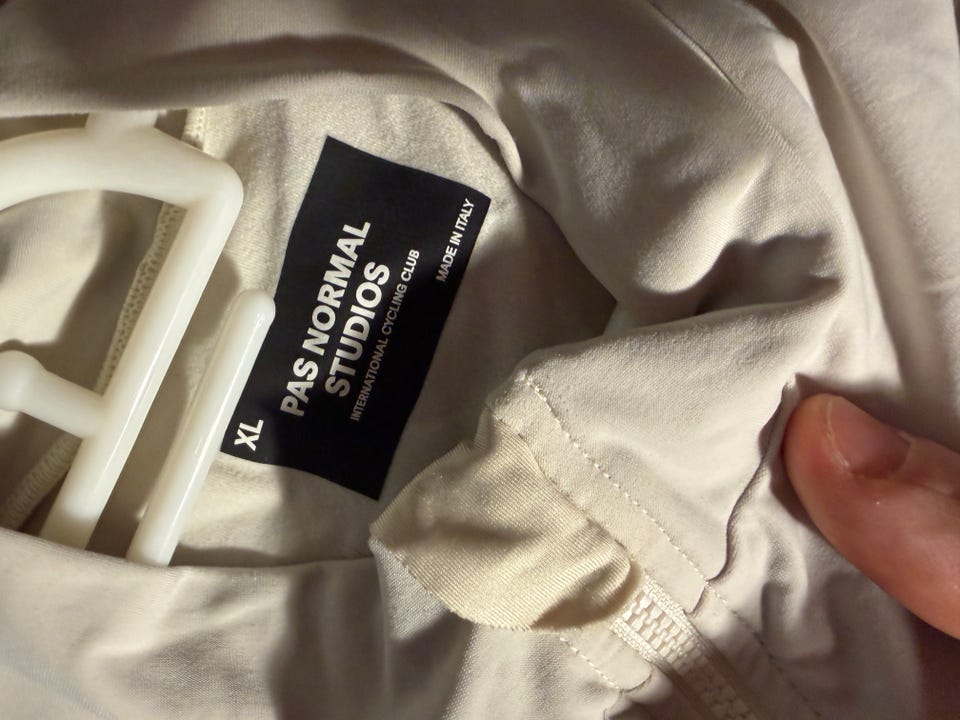 PAS NORMAL
STUDIOS
INTERNATIONAL CYCLING CLUB
MADE IN ITALY
XL